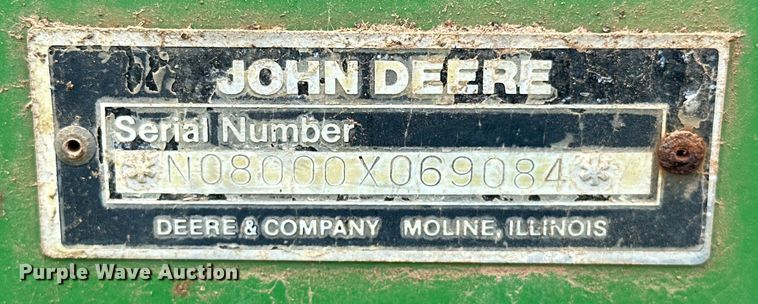 JOHN DEERE
Serial Number
*N08000X069084*
DEERE & COMPANY MOLINE, ILLINOIS
Purple Wave Auction